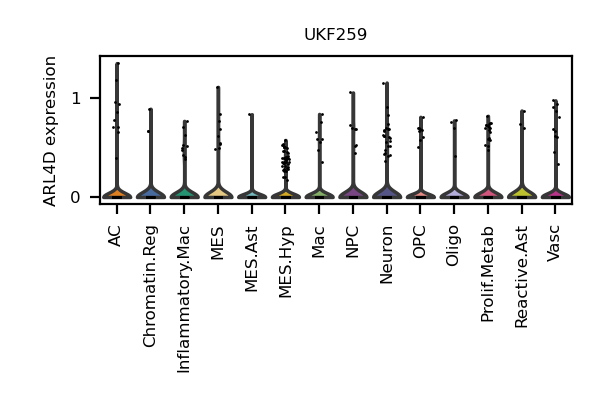 UKF259
ARL4D expression
1
0
AC
Chromatin.Reg
Inflammatory.Mac
MES
MES.Ast
MES.Hyp
Mac
NPC
Neuron
OPC
Oligo
Prolif.Metab
Reactive.Ast
Vasc